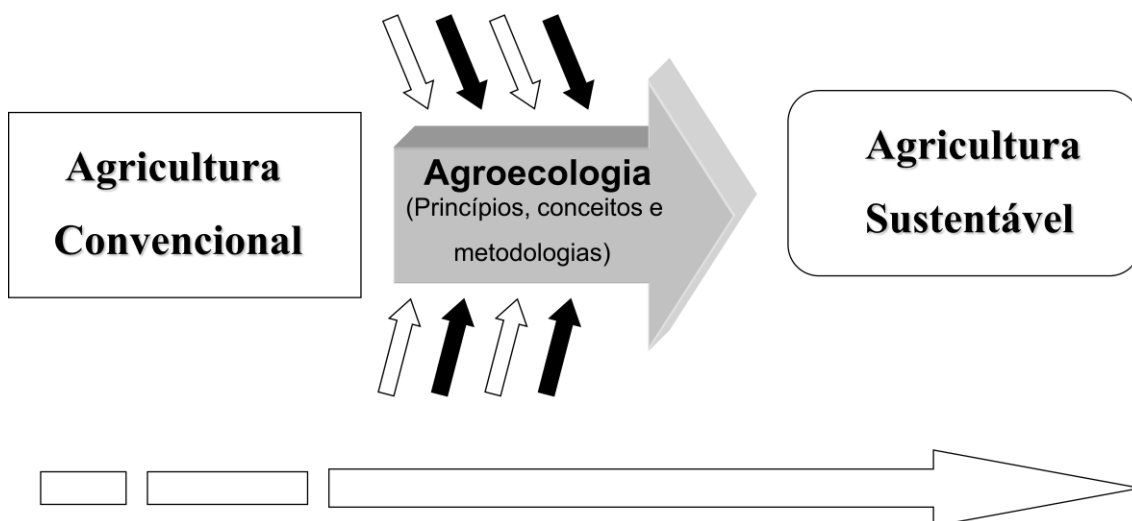 Agricultura
Convencional
Agroecologia
(Princípios, conceitos e
metodologias)
Agricultura
Sustentável